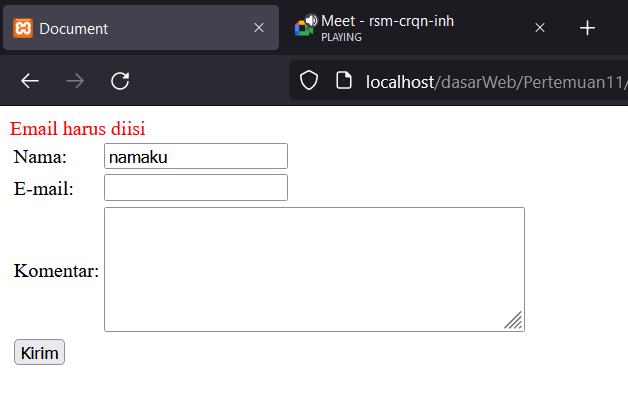 Document
Meet - rsm-crqn-inh
PLAYING
localhost/dasarWeb/Pertemuan11/
Email harus diisi
Nama: namaku
E-mail:
Komentar:
Kirim